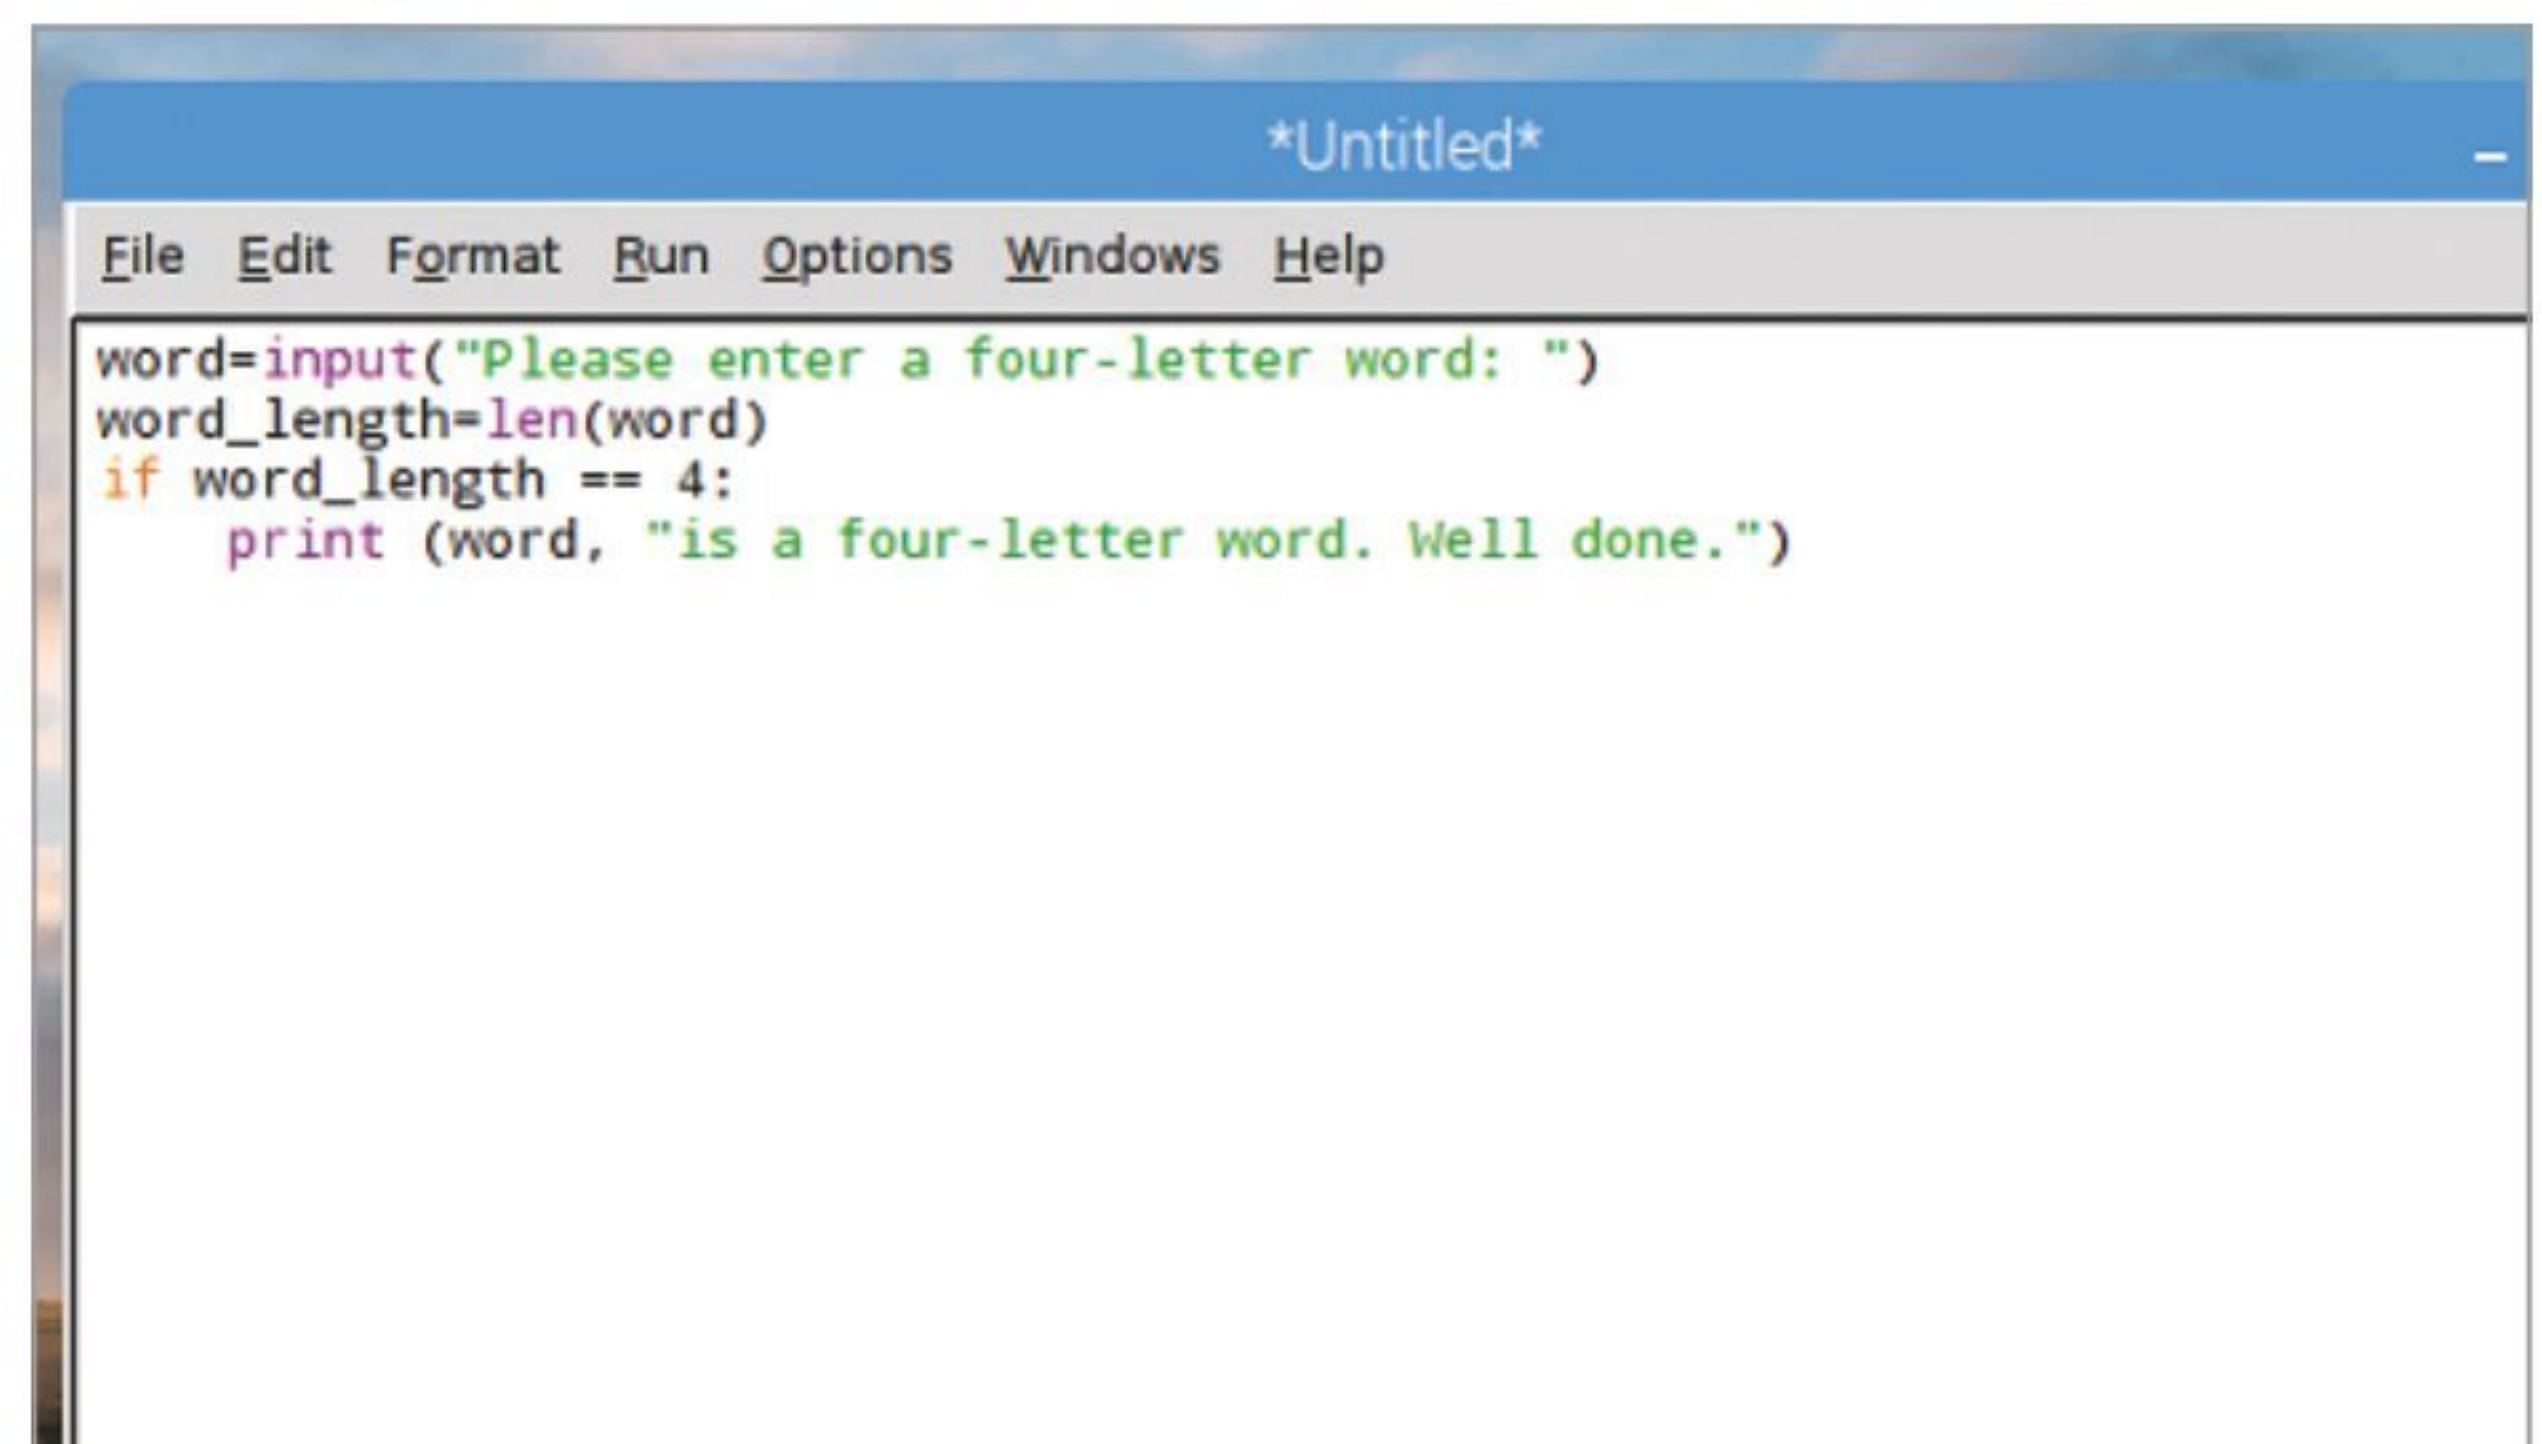 *Untitled*
File Edit Format Run Options Windows Help
word=input("Please enter a four-letter word: ")
word_length=len(word)
if word_length == 4:
    print (word, "is a four-letter word. Well done.")